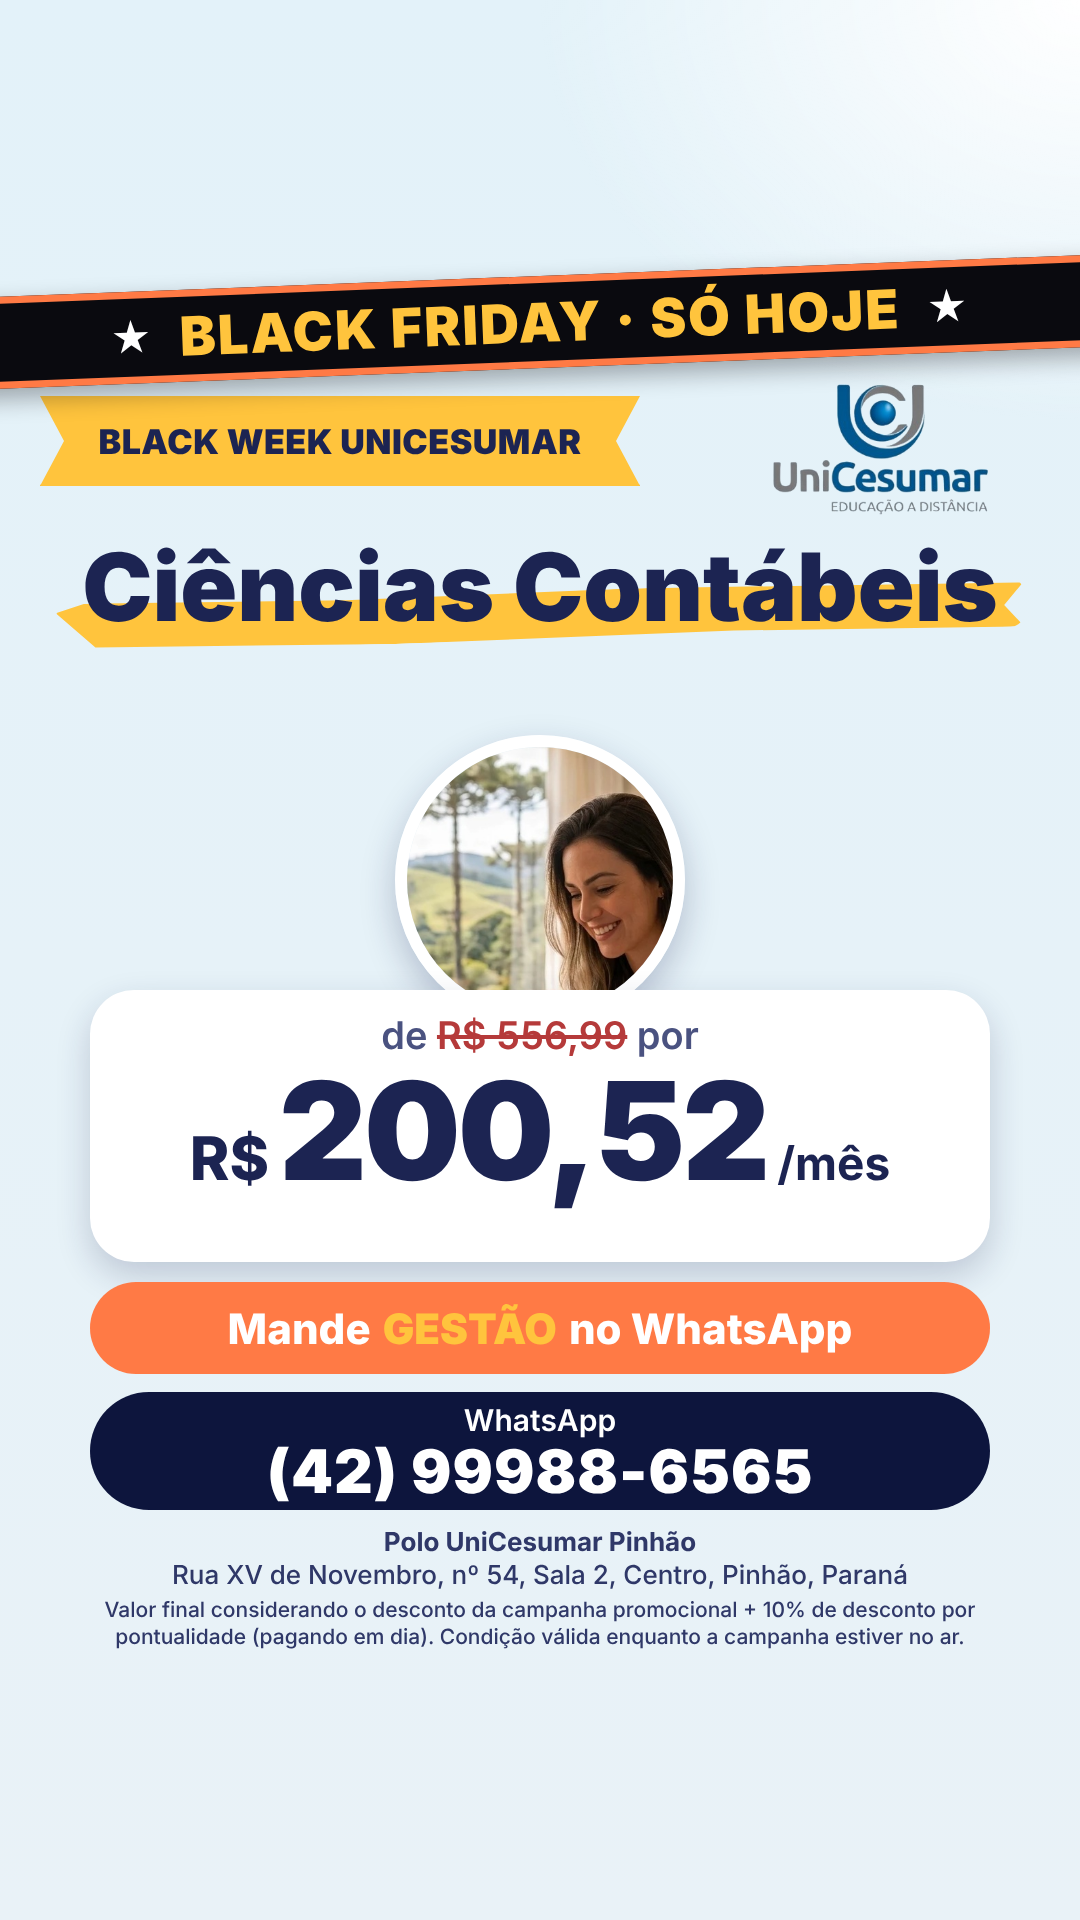 ★ BLACK FRIDAY · SÓ HOJE ★
BLACK WEEK UNICESUMAR
UniCesumar
EDUCAÇÃO A DISTÂNCIA
Ciências Contábeis
de R$ 556,99 por
R$ 200,52 /mês
Mande GESTÃO no WhatsApp
WhatsApp
(42) 99988-6565
Polo UniCesumar Pinhão
Rua XV de Novembro, nº 54, Sala 2, Centro, Pinhão, Paraná
Valor final considerando o desconto da campanha promocional + 10% de desconto por
pontualidade (pagando em dia). Condição válida enquanto a campanha estiver no ar.